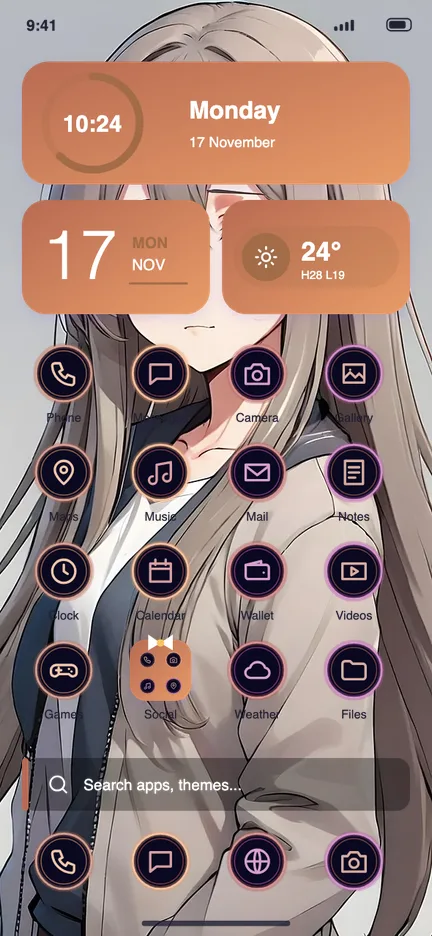 9:41
10:24
Monday
17 November
17
MON
NOV
24°
H28 L19
Phone
Camera
Gallery
Maps
Music
Mail
Notes
Clock
Calendar
Wallet
Videos
Games
Social
Weather
Files
Search apps, themes...